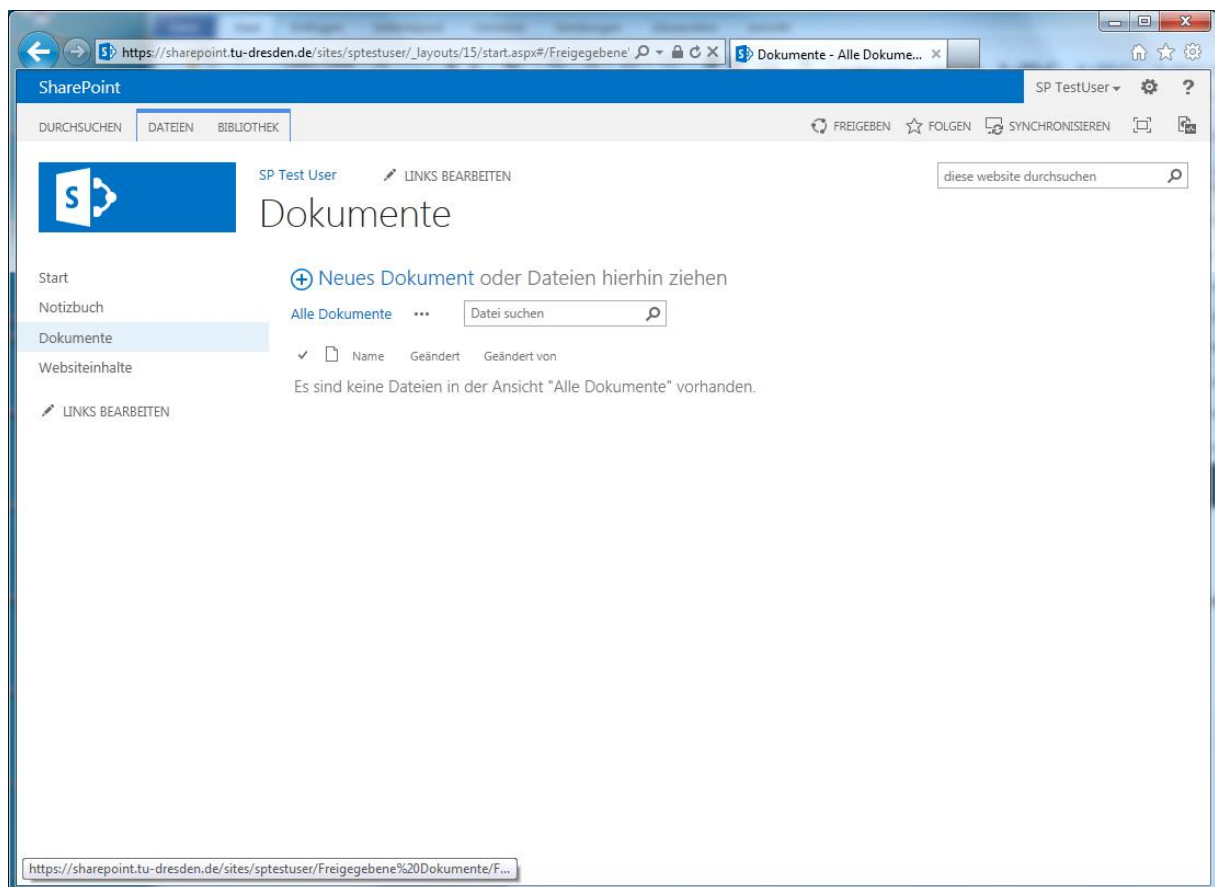 https://sharepoint.tu-dresden.de/sites/sptestuser/_layouts/15/start.aspx#/Freigegebene'
Dokumente - Alle Dokume...
SharePoint
SP TestUser
?
DURCHSUCHEN DATEIEN BIBLIOTHEK
FREIGEBEN FOLGEN SYNCHRONISIEREN
SP Test User LINKS BEARBEITEN
diese website durchsuchen
Dokumente
Start
Notizbuch
Dokumente
Websiteinhalte
LINKS BEARBEITEN
Neues Dokument oder Dateien hierhin ziehen
Alle Dokumente ... Datei suchen
Name Geändert Geändert von
Es sind keine Dateien in der Ansicht "Alle Dokumente" vorhanden.
https://sharepoint.tu-dresden.de/sites/sptestuser/Freigegebene%20Dokumente/F...